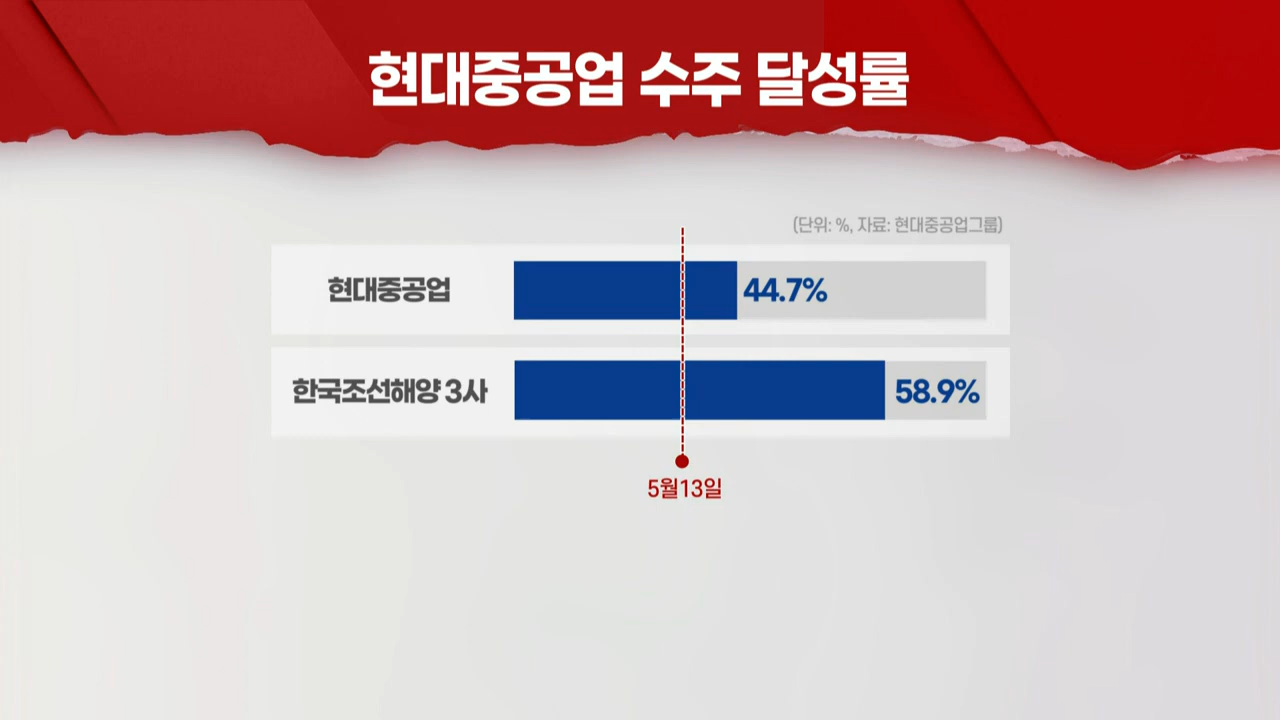 현대중공업 수주 달성률
(단위: %, 자료: 현대중공업그룹)
현대중공업 44.7%
한국조선해양 3사 58.9%
5월13일